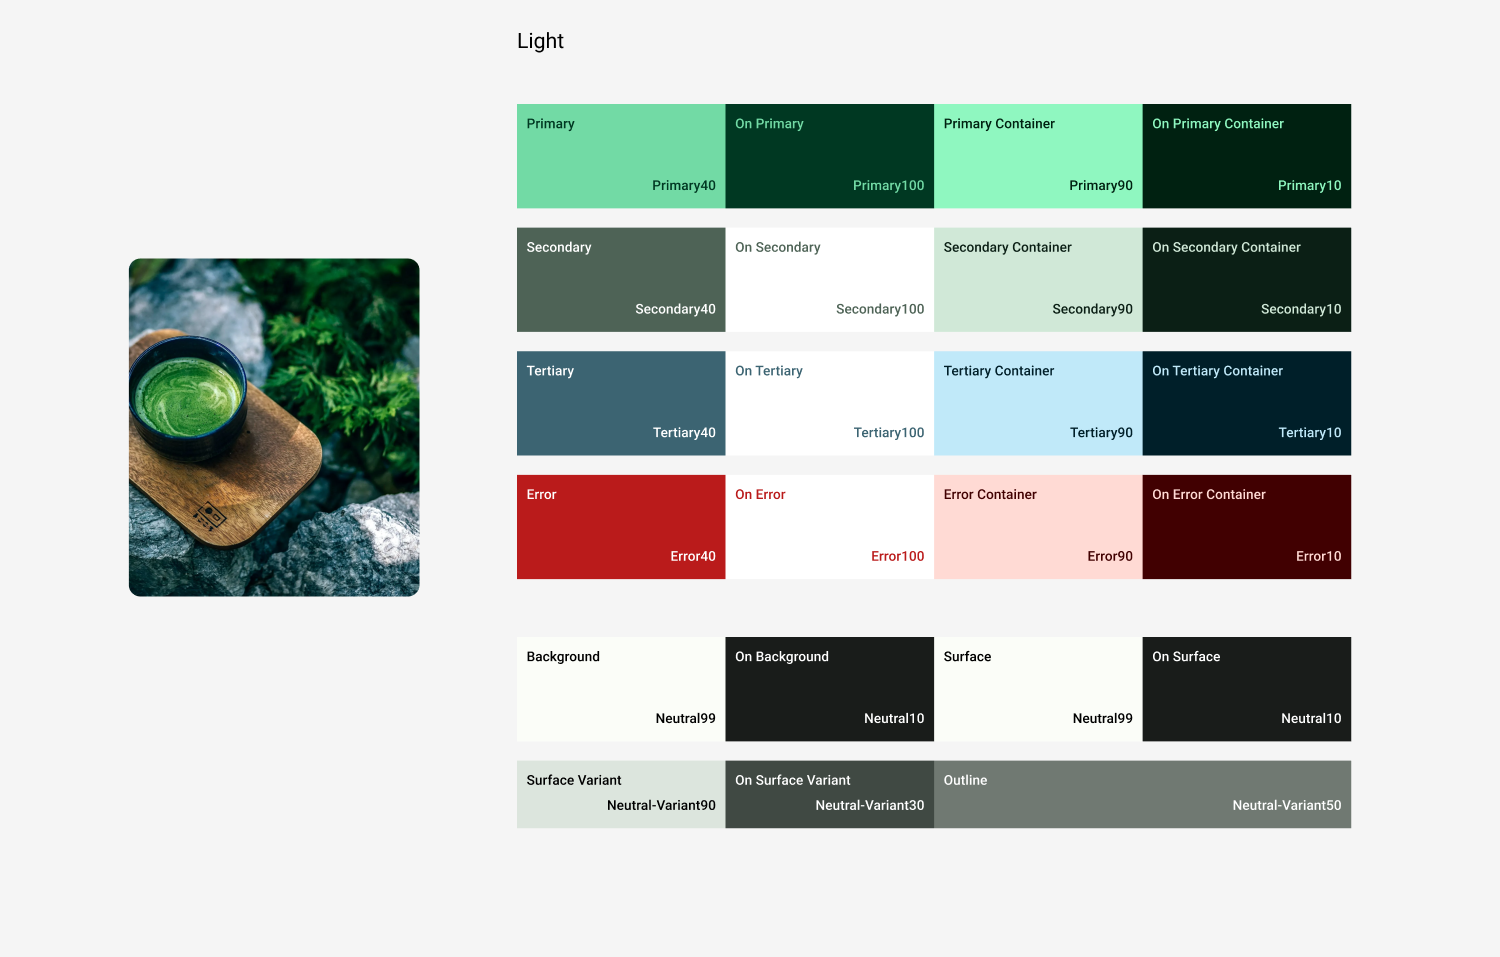 Light
Primary
Primary40
On Primary
Primary100
Primary Container
Primary90
On Primary Container
Primary10
Secondary
Secondary40
On Secondary
Secondary100
Secondary Container
Secondary90
On Secondary Container
Secondary10
Tertiary
Tertiary40
On Tertiary
Tertiary100
Tertiary Container
Tertiary90
On Tertiary Container
Tertiary10
Error
Error40
On Error
Error100
Error Container
Error90
On Error Container
Error10
Background
Neutral99
On Background
Neutral10
Surface
Neutral99
On Surface
Neutral10
Surface Variant
Neutral-Variant90
On Surface Variant
Neutral-Variant30
Outline
Neutral-Variant50